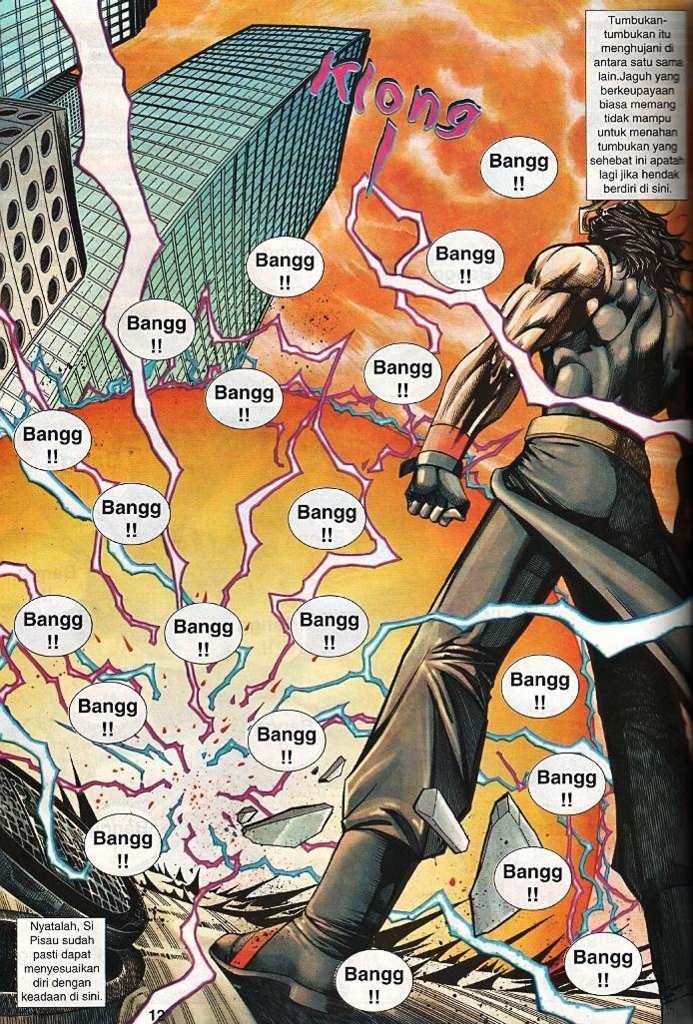 Tumbukan-
tumbukan itu
menghujani di
antara satu sama
lain.Jaguh yang
berkeupayaan
biasa memang
tidak mampu
untuk menahan
tumbukan yang
sehebat ini apatah
lagi jika hendak
berdiri di sini.
Klong
!
Bangg
!!
Bangg
!!
Bangg
!!
Bangg
!!
Bangg
!!
Bangg
!!
Bangg
!!
Bangg
!!
Bangg
!!
Bangg
!!
Bangg
!!
Bangg
!!
Bangg
!!
Bangg
!!
Bangg
!!
Bangg
!!
Bangg
!!
Bangg
!!
Bangg
!!
Bangg
!!
Nyatalah, Si
Pisau sudah
pasti dapat
menyesuaikan
diri dengan
keadaan di sini.
12